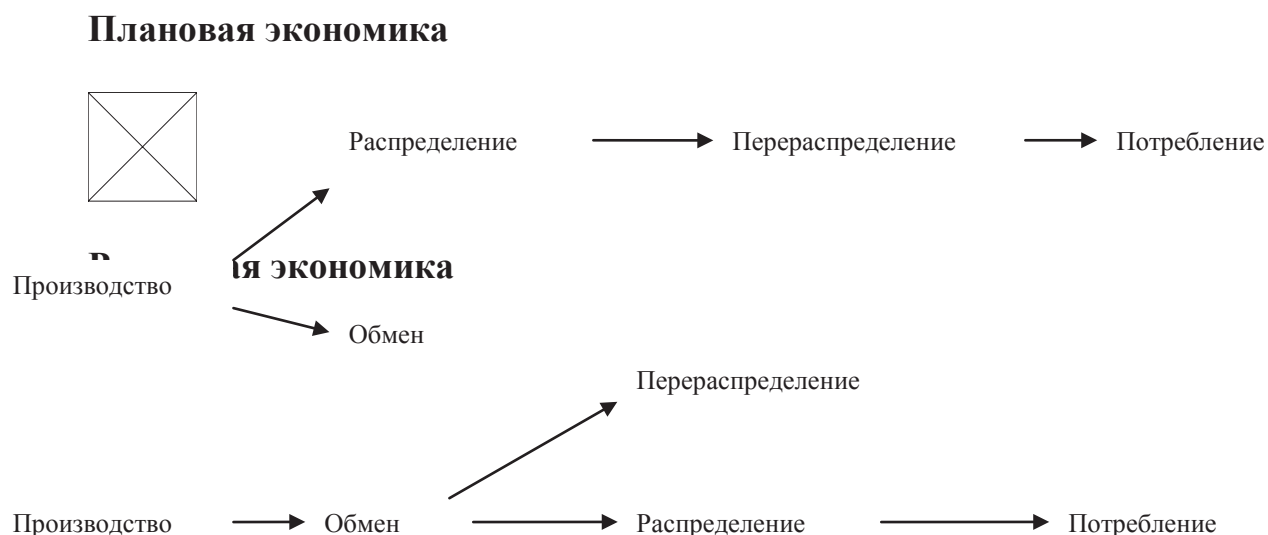 Плановая экономика
Распределение Перераспределение Потребление
экономика
Производство
Обмен
Перераспределение
Производство Обмен Распределение Потребление